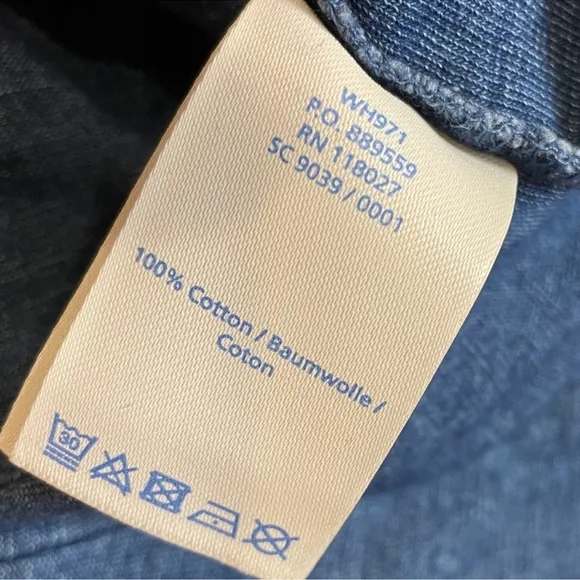 WH971
P.O. 889559
RN 118027
SC 9039 / 0001
100% Cotton / Baumwolle /
Coton
30